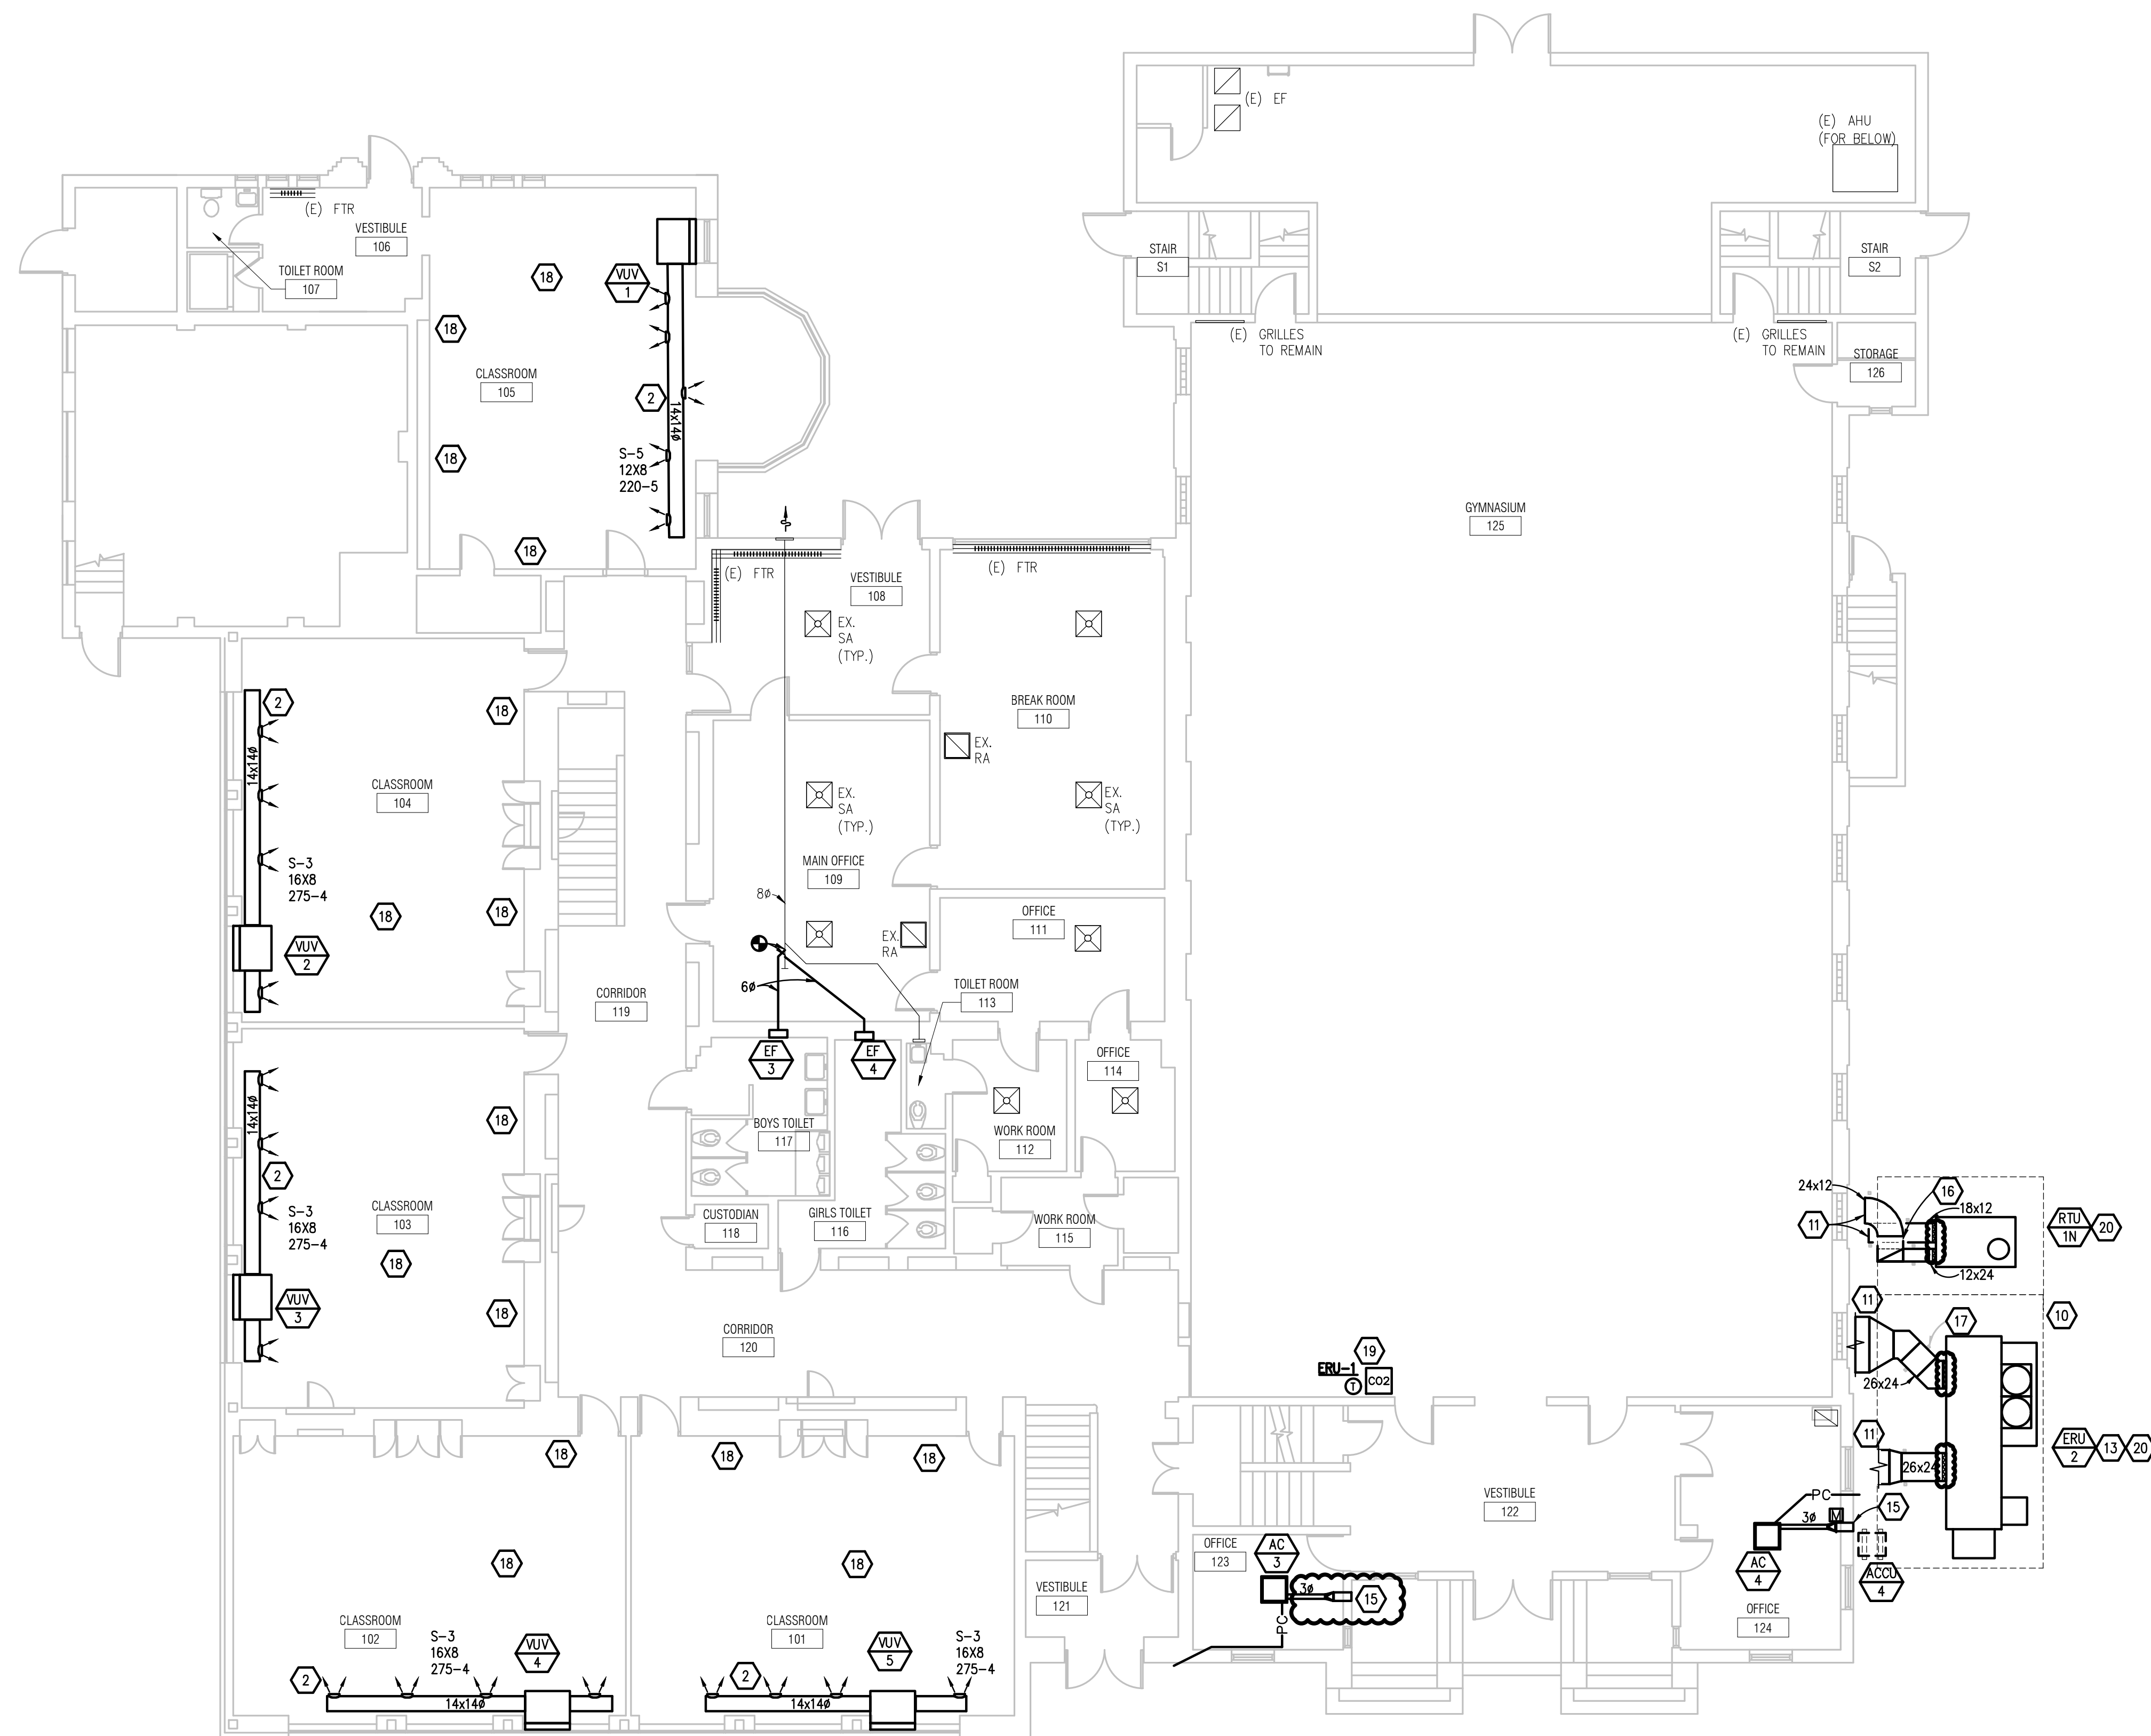 (E) EF
(E) AHU
(FOR BELOW)
(E) FTR
VESTIBULE
106
TOILET ROOM
107
18
VUV
1
18
CLASSROOM
105
2
14x14ø
18
S-5
12X8
220-5
18
STAIR
S1
STAIR
S2
(E) GRILLES
TO REMAIN
(E) GRILLES
TO REMAIN
STORAGE
126
GYMNASIUM
125
(E) FTR
VESTIBULE
108
(E) FTR
EX.
SA
(TYP.)
BREAK ROOM
110
EX.
RA
EX.
SA
(TYP.)
EX.
SA
(TYP.)
2
18
14x14ø
CLASSROOM
104
S-3
16X8
275-4
18
18
VUV
2
MAIN OFFICE
109
8ø
EX.
RA
OFFICE
111
6ø
TOILET ROOM
113
CORRIDOR
119
EF
3
EF
4
OFFICE
114
14x14ø
18
BOYS TOILET
117
WORK ROOM
112
2
CLASSROOM
103
S-3
16X8
275-4
18
VUV
3
18
CUSTODIAN
118
GIRLS TOILET
116
WORK ROOM
115
CORRIDOR
120
24x12
16
18x12
11
RTU
1N
20
12x24
11
10
17
26x24
ERU-1
T
19
CO2
11
26x24
ERU
2
13
20
18
18
18
VESTIBULE
122
PC
3ø
M
15
AC
4
ACCU
4
OFFICE
124
18
18
OFFICE
123
AC
3
3ø
15
PC
VESTIBULE
121
CLASSROOM
102
S-3
16X8
275-4
VUV
4
2
14x14ø
CLASSROOM
101
VUV
5
S-3
16X8
275-4
2
14x14ø